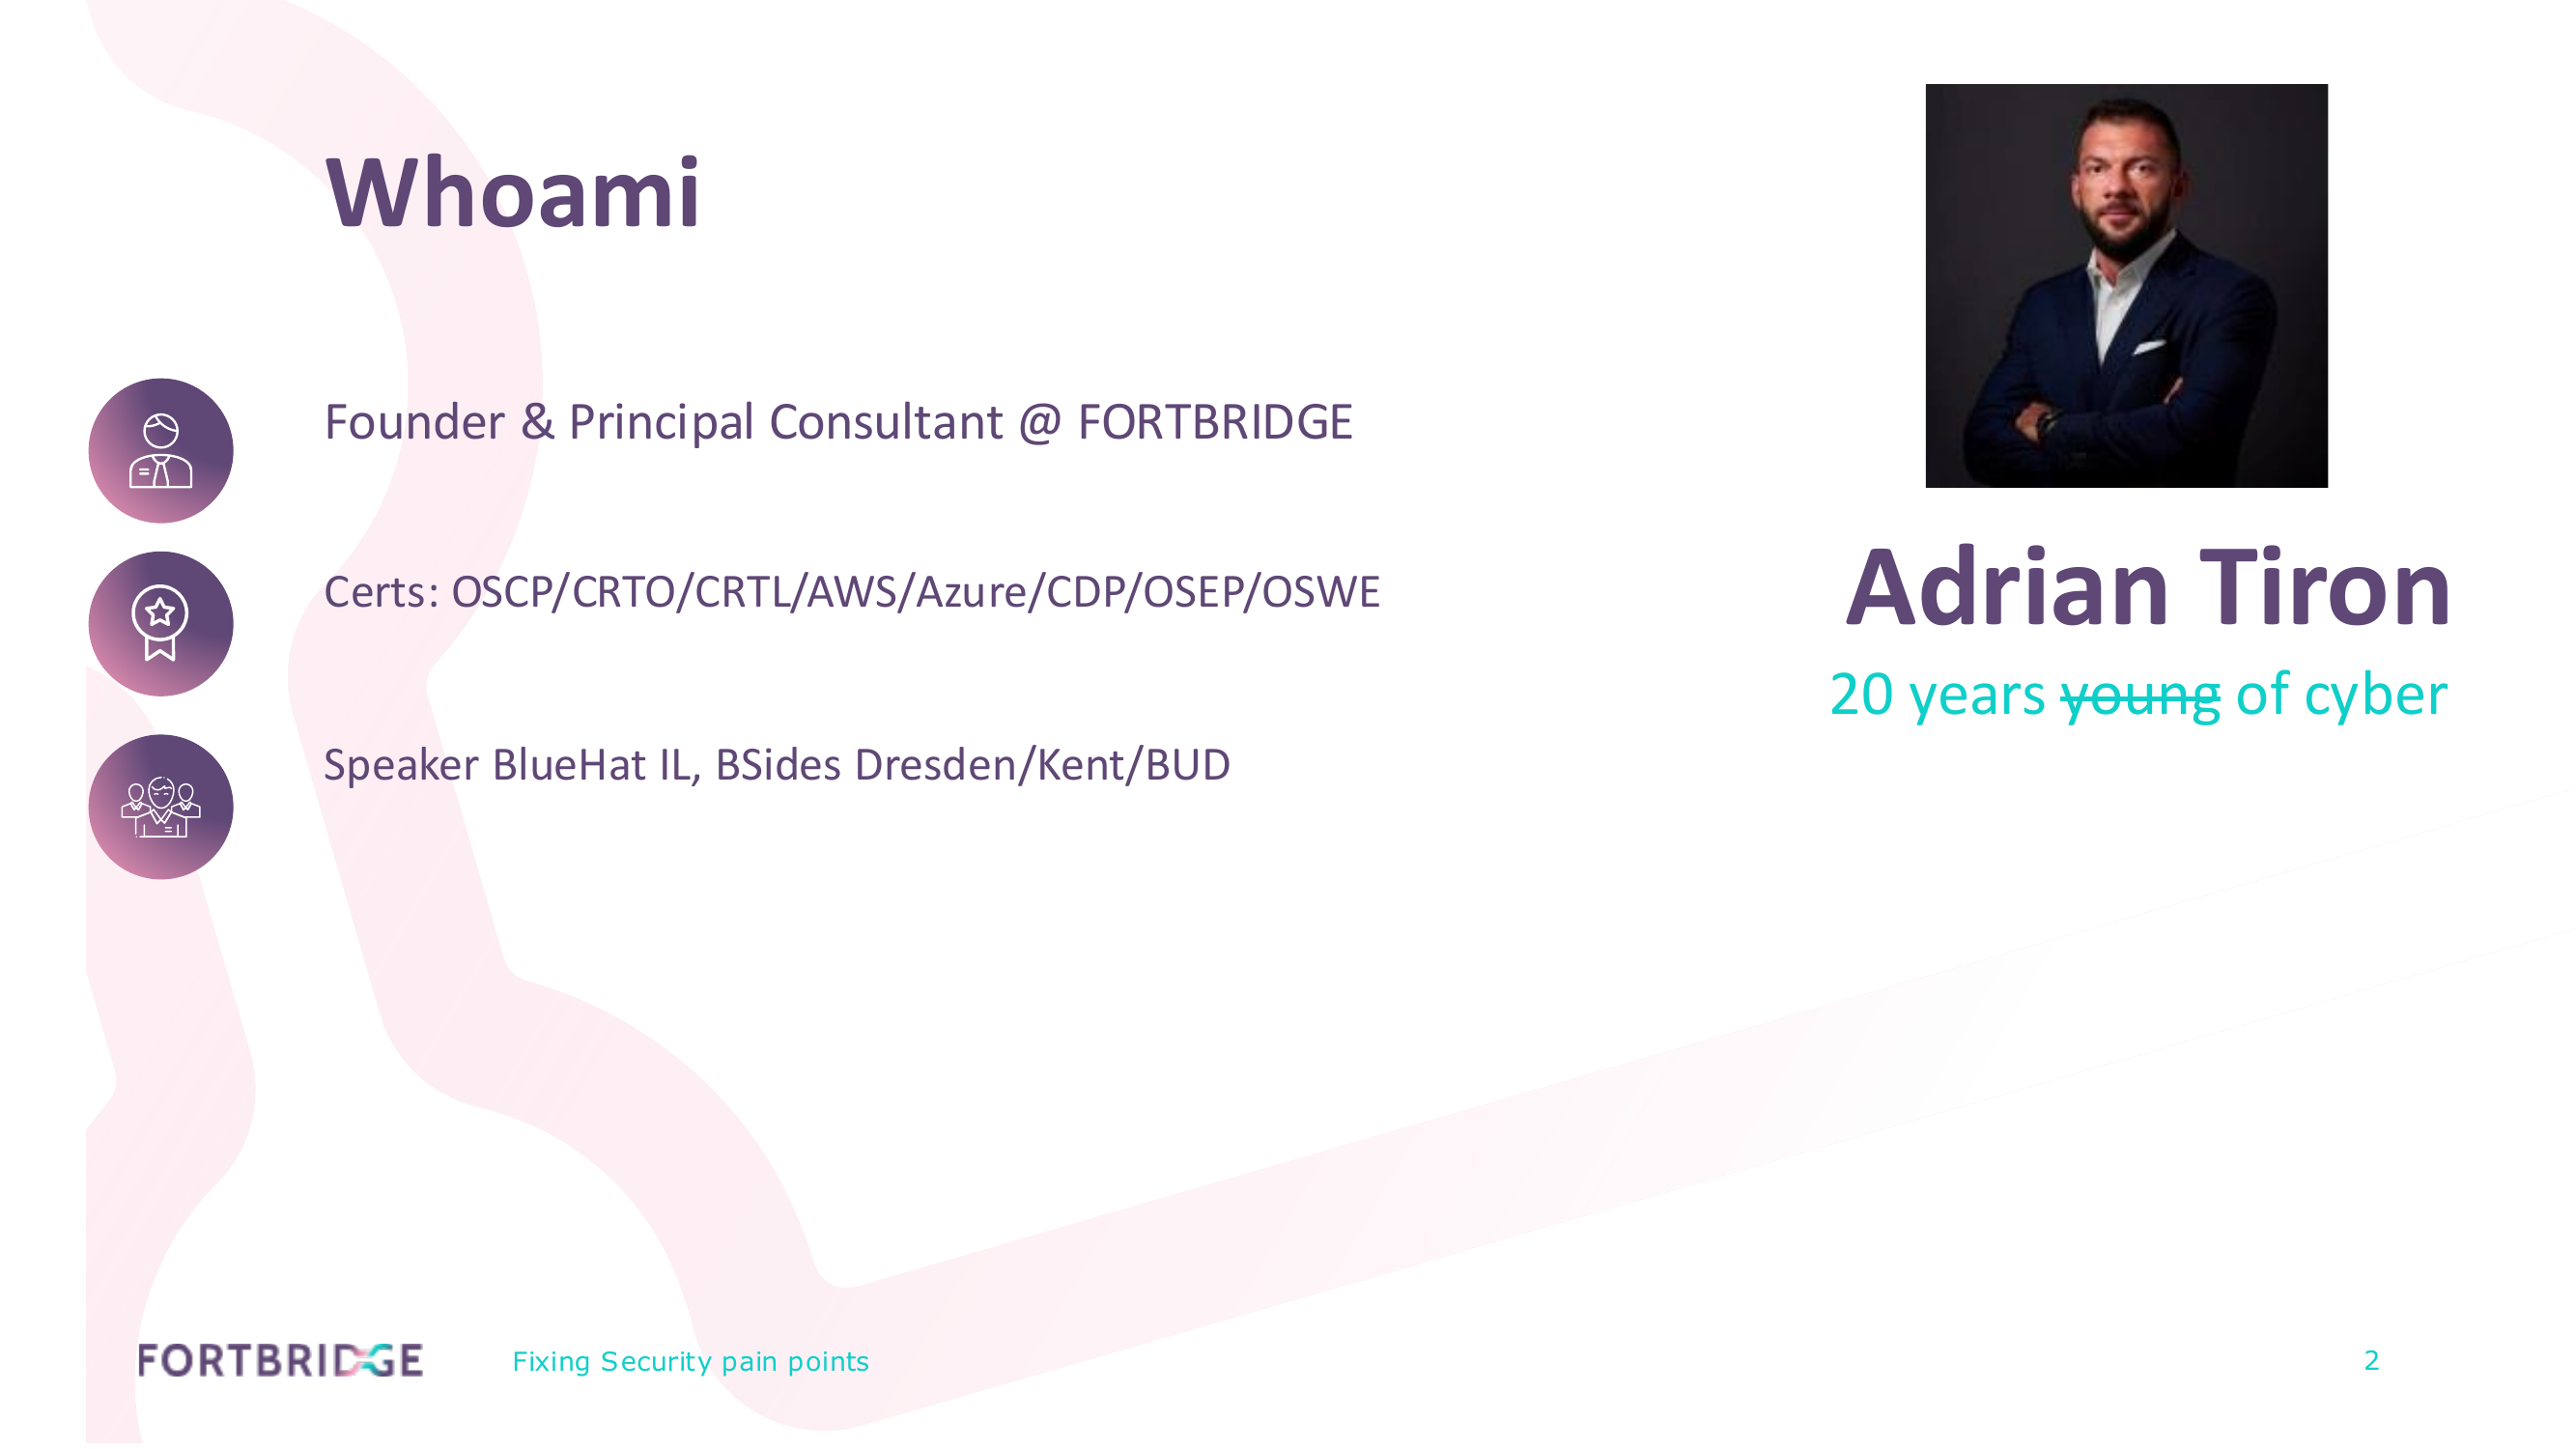 Whoami
Founder & Principal Consultant @ FORTBRIDGE
Certs: OSCP/CRTO/CRTL/AWS/Azure/CDP/OSEP/OSWE
Speaker BlueHat IL, BSides Dresden/Kent/BUD
Adrian Tiron
20 years young of cyber
FORTBRIDGE
Fixing Security pain points
2